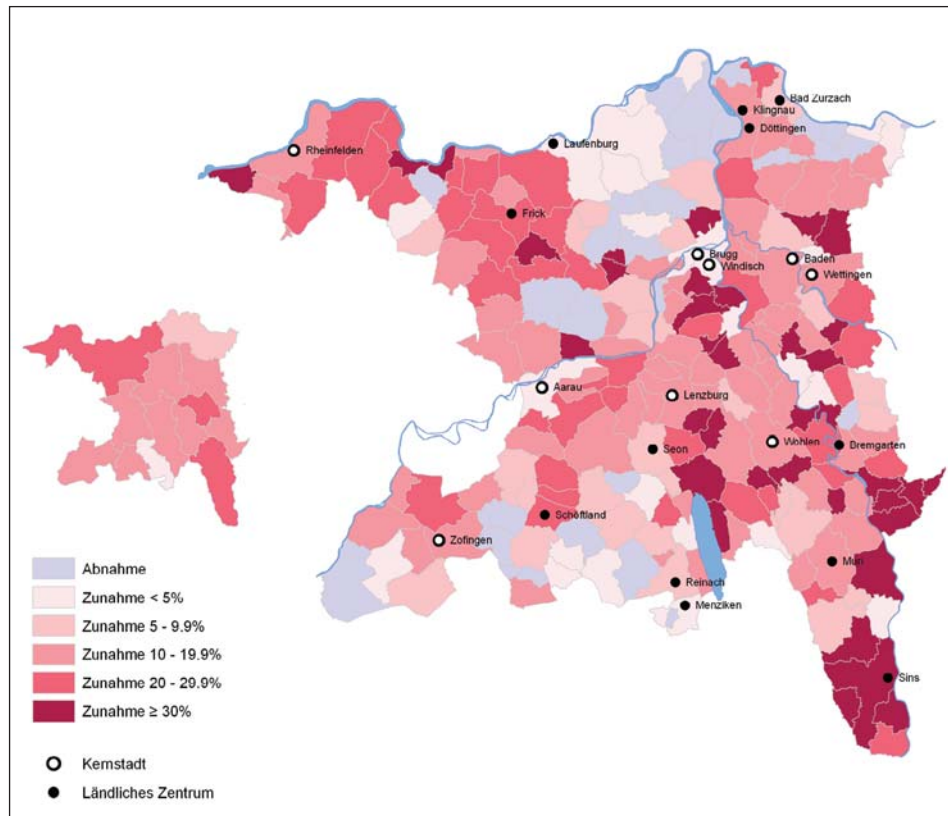 Bad Zurzach
Klingnau
Döttingen
Laufenburg
Rheinfelden
Frick
Brugg
Windisch
Baden
Wettingen
Aarau
Lenzburg
Seon
Wohlen
Bremgarten
Schöftland
Zofingen
Muri
Reinach
Menziken
Sins
Abnahme
Zunahme < 5%
Zunahme 5 - 9.9%
Zunahme 10 - 19.9%
Zunahme 20 - 29.9%
Zunahme ≥ 30%
Kernstadt
Ländliches Zentrum